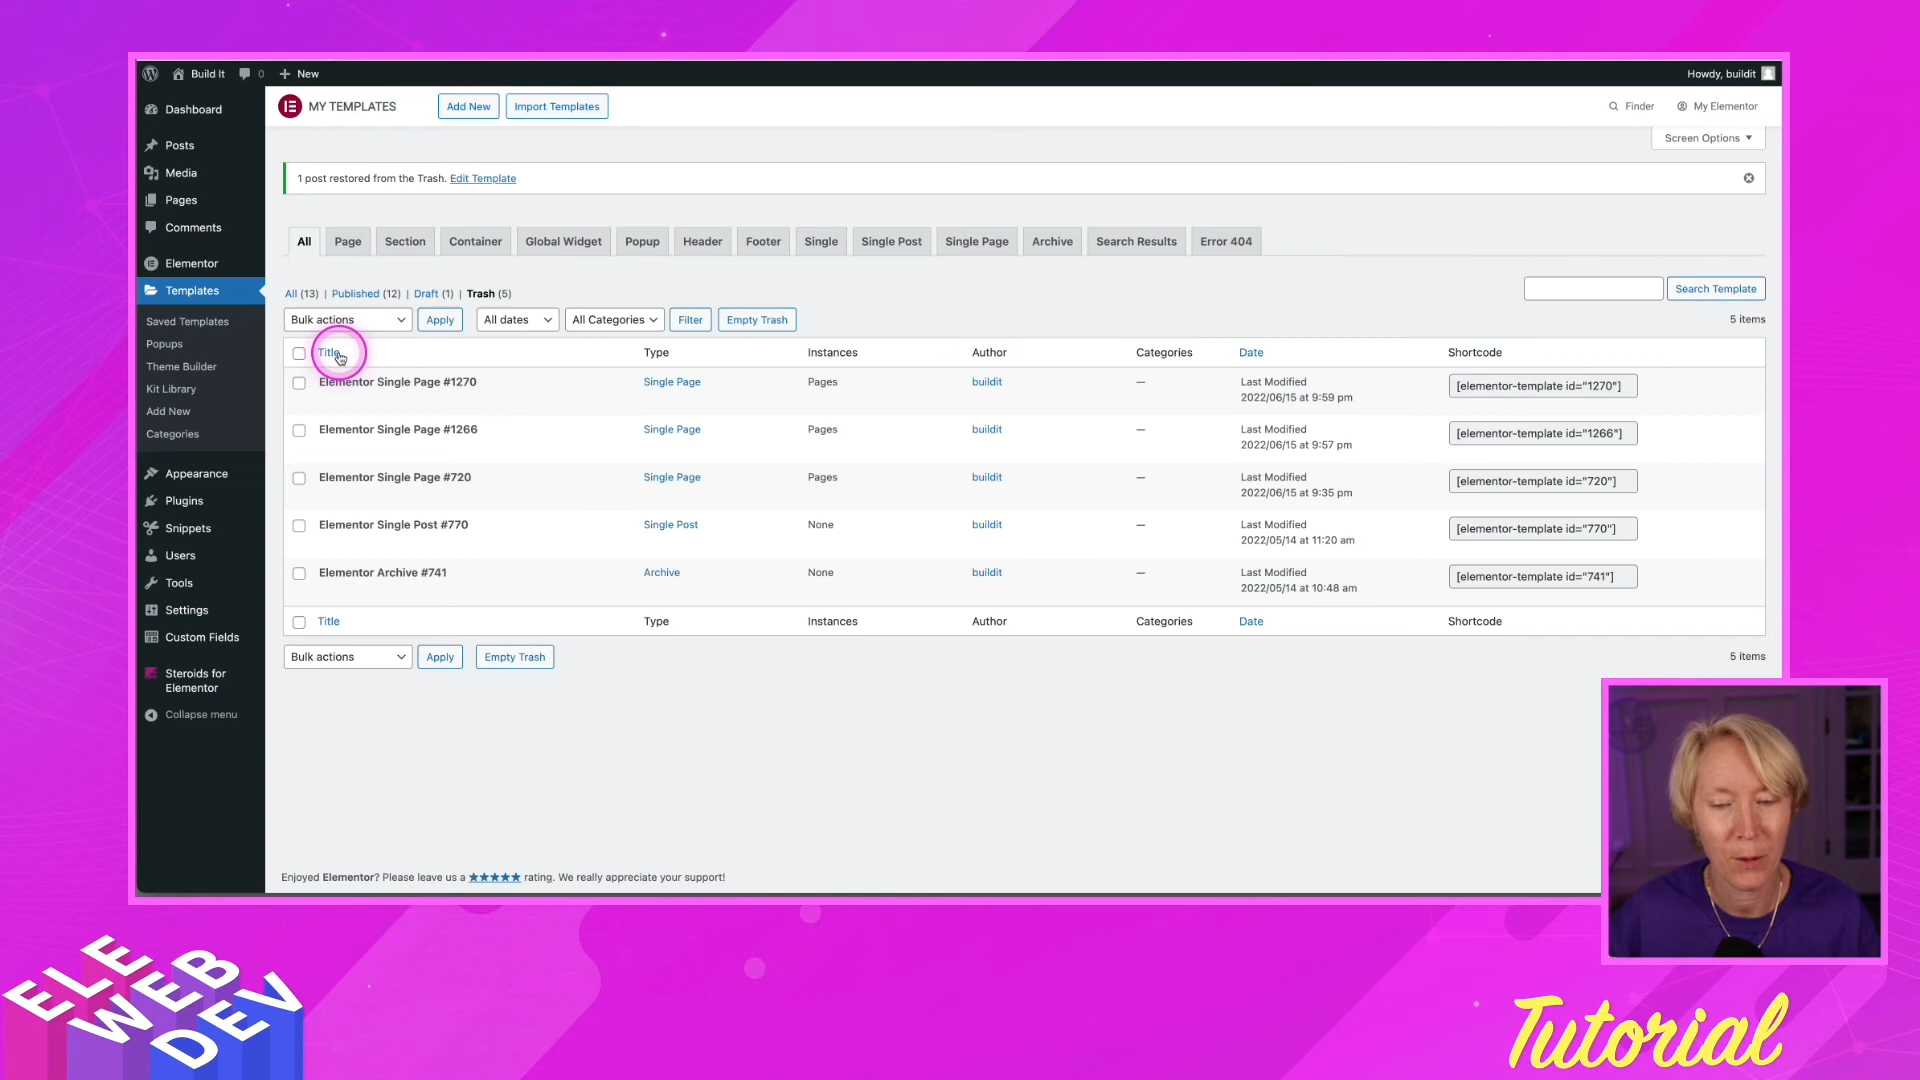 Build It
0
New
Howdy, buildit
Dashboard
Posts
Media
Pages
Comments
Elementor
Templates
Saved Templates
Popups
Theme Builder
Kit Library
Add New
Categories
Appearance
Plugins
Snippets
Users
Tools
Settings
Custom Fields
Steroids for
Elementor
Collapse menu
MY TEMPLATES
Add New
Import Templates
Finder
My Elementor
Screen Options
1 post restored from the Trash. Edit Template
All Page Section Container Global Widget Popup Header Footer Single Single Post Single Page Archive Search Results Error 404
All (13) | Published (12) | Draft (1) | Trash (5)
Search Template
Bulk actions Apply All dates All Categories Filter Empty Trash 5 items
Title Type Instances Author Categories Date Shortcode
Elementor Single Page #1270 Single Page Pages buildit — Last Modified [elementor-template id="1270"]
2022/06/15 at 9:59 pm
Elementor Single Page #1266 Single Page Pages buildit — Last Modified [elementor-template id="1266"]
2022/06/15 at 9:57 pm
Elementor Single Page #720 Single Page Pages buildit — Last Modified [elementor-template id="720"]
2022/06/15 at 9:35 pm
Elementor Single Post #770 Single Post None buildit — Last Modified [elementor-template id="770"]
2022/05/14 at 11:20 am
Elementor Archive #741 Archive None buildit — Last Modified [elementor-template id="741"]
2022/05/14 at 10:48 am
Title Type Instances Author Categories Date Shortcode
Bulk actions Apply Empty Trash 5 items
Enjoyed Elementor? Please leave us a ★★★★★ rating. We really appreciate your support!
ELE
WEB
DEV
Tutorial